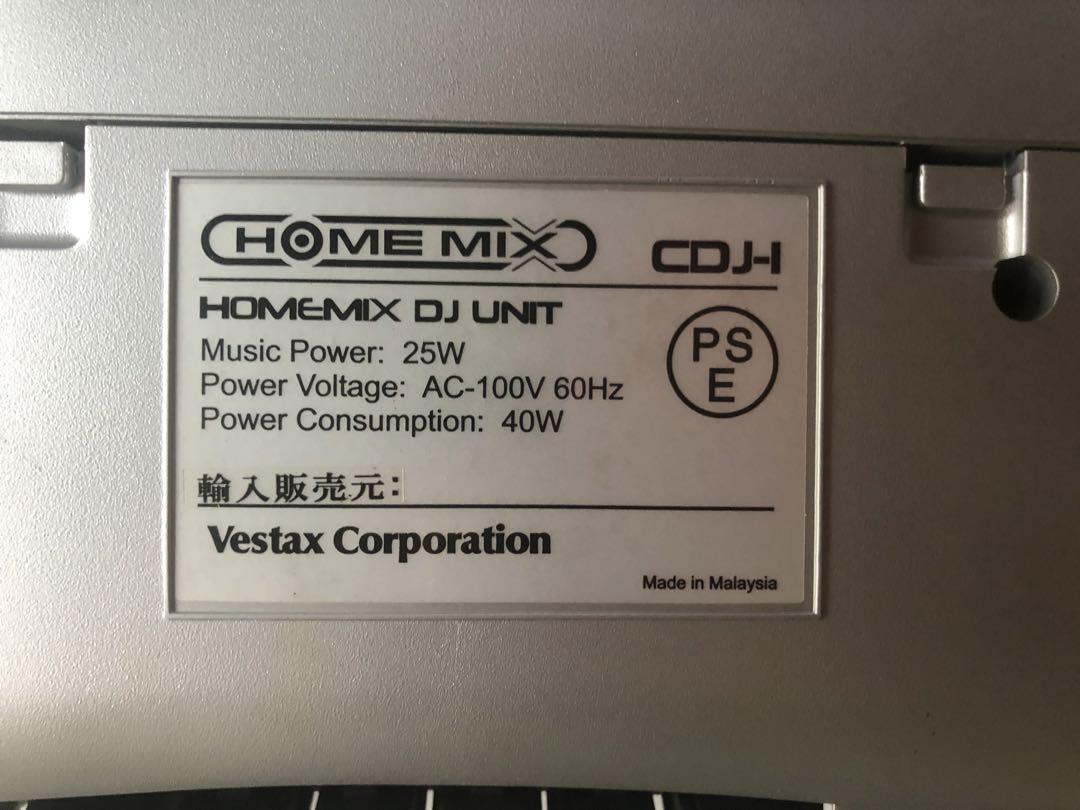 HOME MIX
CDJ-I
HOMEMIX DJ UNIT
Music Power: 25W
Power Voltage: AC-100V 60Hz
Power Consumption: 40W
PS
E
輸入販売元:
Vestax Corporation
Made in Malaysia